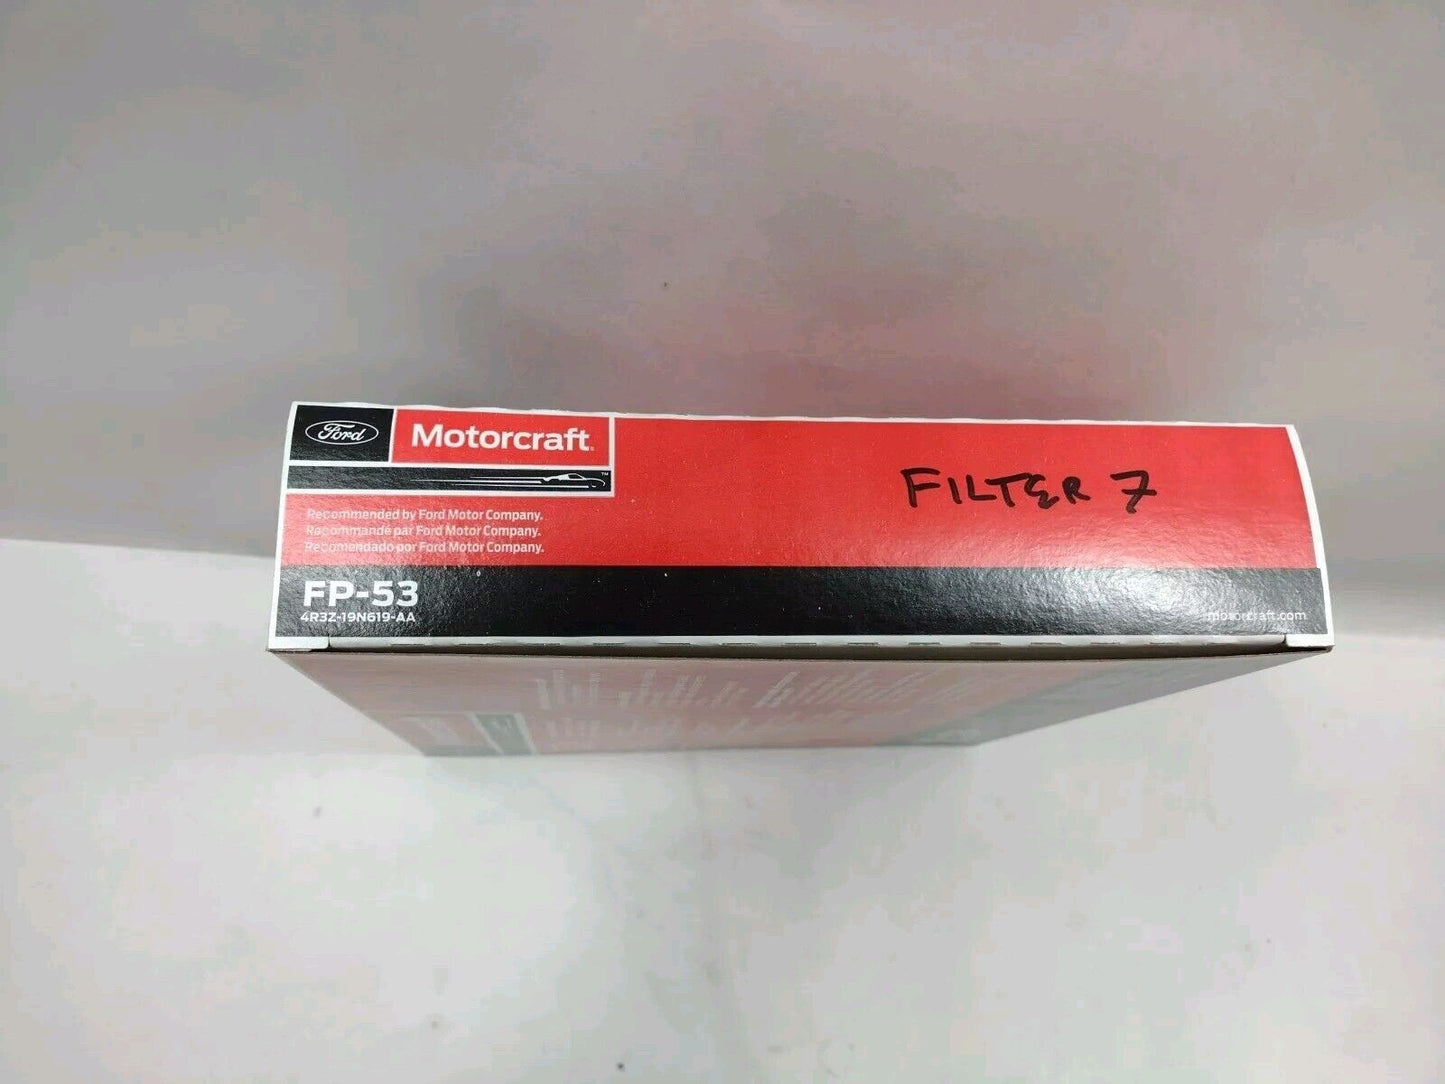 Ford
Motorcraft®
™
FILTER 7
Recommended by Ford Motor Company.
Recommandé par Ford Motor Company.
Recomendado por Ford Motor Company.
FP-53
4R3Z-19N619-AA
motorcraft.com